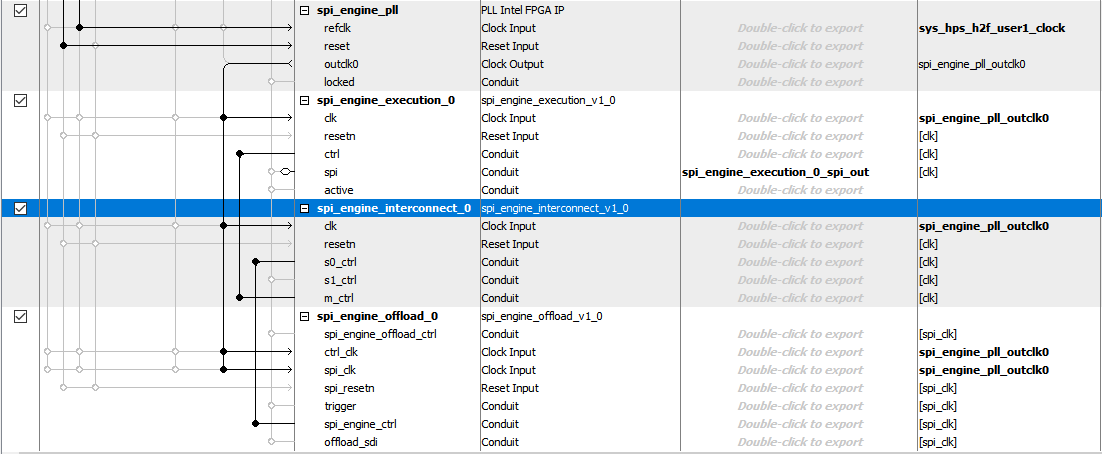 spi_engine_pll PLL Intel FPGA IP
refclk Clock Input Double-click to export sys_hps_h2f_user1_clock
reset Reset Input Double-click to export
outclk0 Clock Output Double-click to export spi_engine_pll_outclk0
locked Conduit Double-click to export
spi_engine_execution_0 spi_engine_execution_v1_0
clk Clock Input Double-click to export spi_engine_pll_outclk0
resetn Reset Input Double-click to export [clk]
ctrl Conduit Double-click to export [clk]
spi Conduit spi_engine_execution_0_spi_out [clk]
active Conduit Double-click to export
spi_engine_interconnect_0 spi_engine_interconnect_v1_0
clk Clock Input Double-click to export spi_engine_pll_outclk0
resetn Reset Input Double-click to export [clk]
s0_ctrl Conduit Double-click to export [clk]
s1_ctrl Conduit Double-click to export [clk]
m_ctrl Conduit Double-click to export [clk]
spi_engine_offload_0 spi_engine_offload_v1_0
spi_engine_offload_ctrl Conduit Double-click to export [spi_clk]
ctrl_clk Clock Input Double-click to export spi_engine_pll_outclk0
spi_clk Clock Input Double-click to export spi_engine_pll_outclk0
spi_resetn Reset Input Double-click to export [spi_clk]
trigger Conduit Double-click to export [spi_clk]
spi_engine_ctrl Conduit Double-click to export [spi_clk]
offload_sdi Conduit Double-click to export [spi_clk]